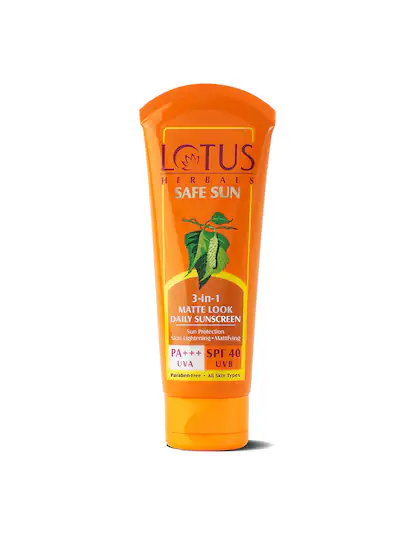 LOTUS
HERBALS
SAFE SUN
3-in-1
MATTE LOOK
DAILY SUNSCREEN
Sun Protection
Skin Lightening • Mattifying
PA+++ SPF 40
UVA UVB
Paraben Free • All Skin Types